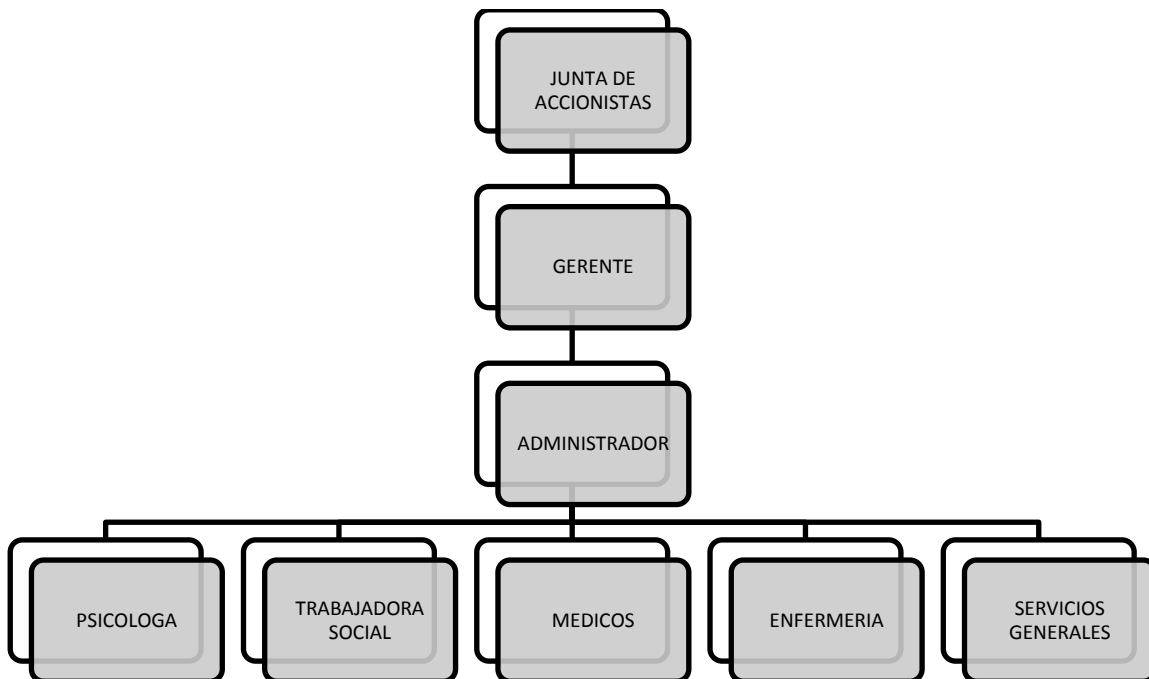 JUNTA DE
ACCIONISTAS
GERENTE
ADMINISTRADOR
PSICOLOGA
TRABAJADORA
SOCIAL
MEDICOS
ENFERMERIA
SERVICIOS
GENERALES